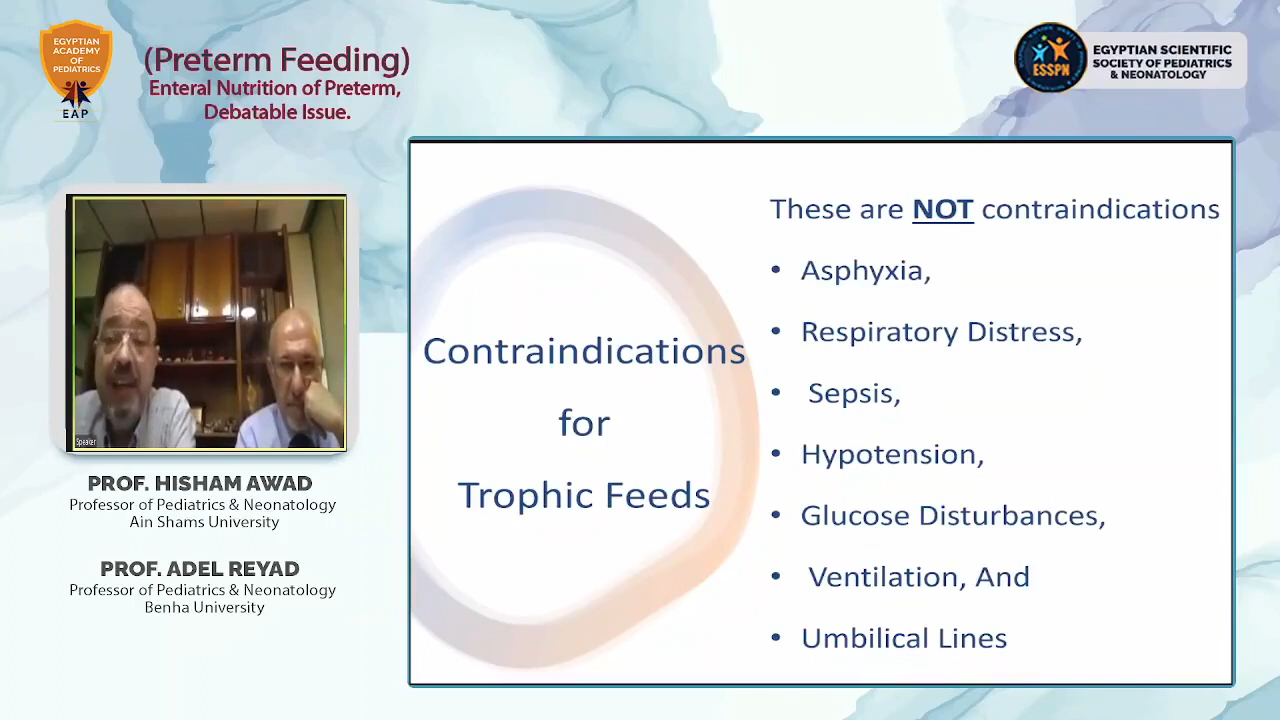 EGYPTIAN
ACADEMY
OF
PEDIATRICS
EAP
(Preterm Feeding)
Enteral Nutrition of Preterm,
Debatable Issue.
ESSPN
EGYPTIAN SCIENTIFIC
SOCIETY OF PEDIATRICS
& NEONATOLOGY
Speaker
PROF. HISHAM AWAD
Professor of Pediatrics & Neonatology
Ain Shams University
PROF. ADEL REYAD
Professor of Pediatrics & Neonatology
Benha University
Contraindications
for
Trophic Feeds
These are NOT contraindications
• Asphyxia,
• Respiratory Distress,
• Sepsis,
• Hypotension,
• Glucose Disturbances,
• Ventilation, And
• Umbilical Lines